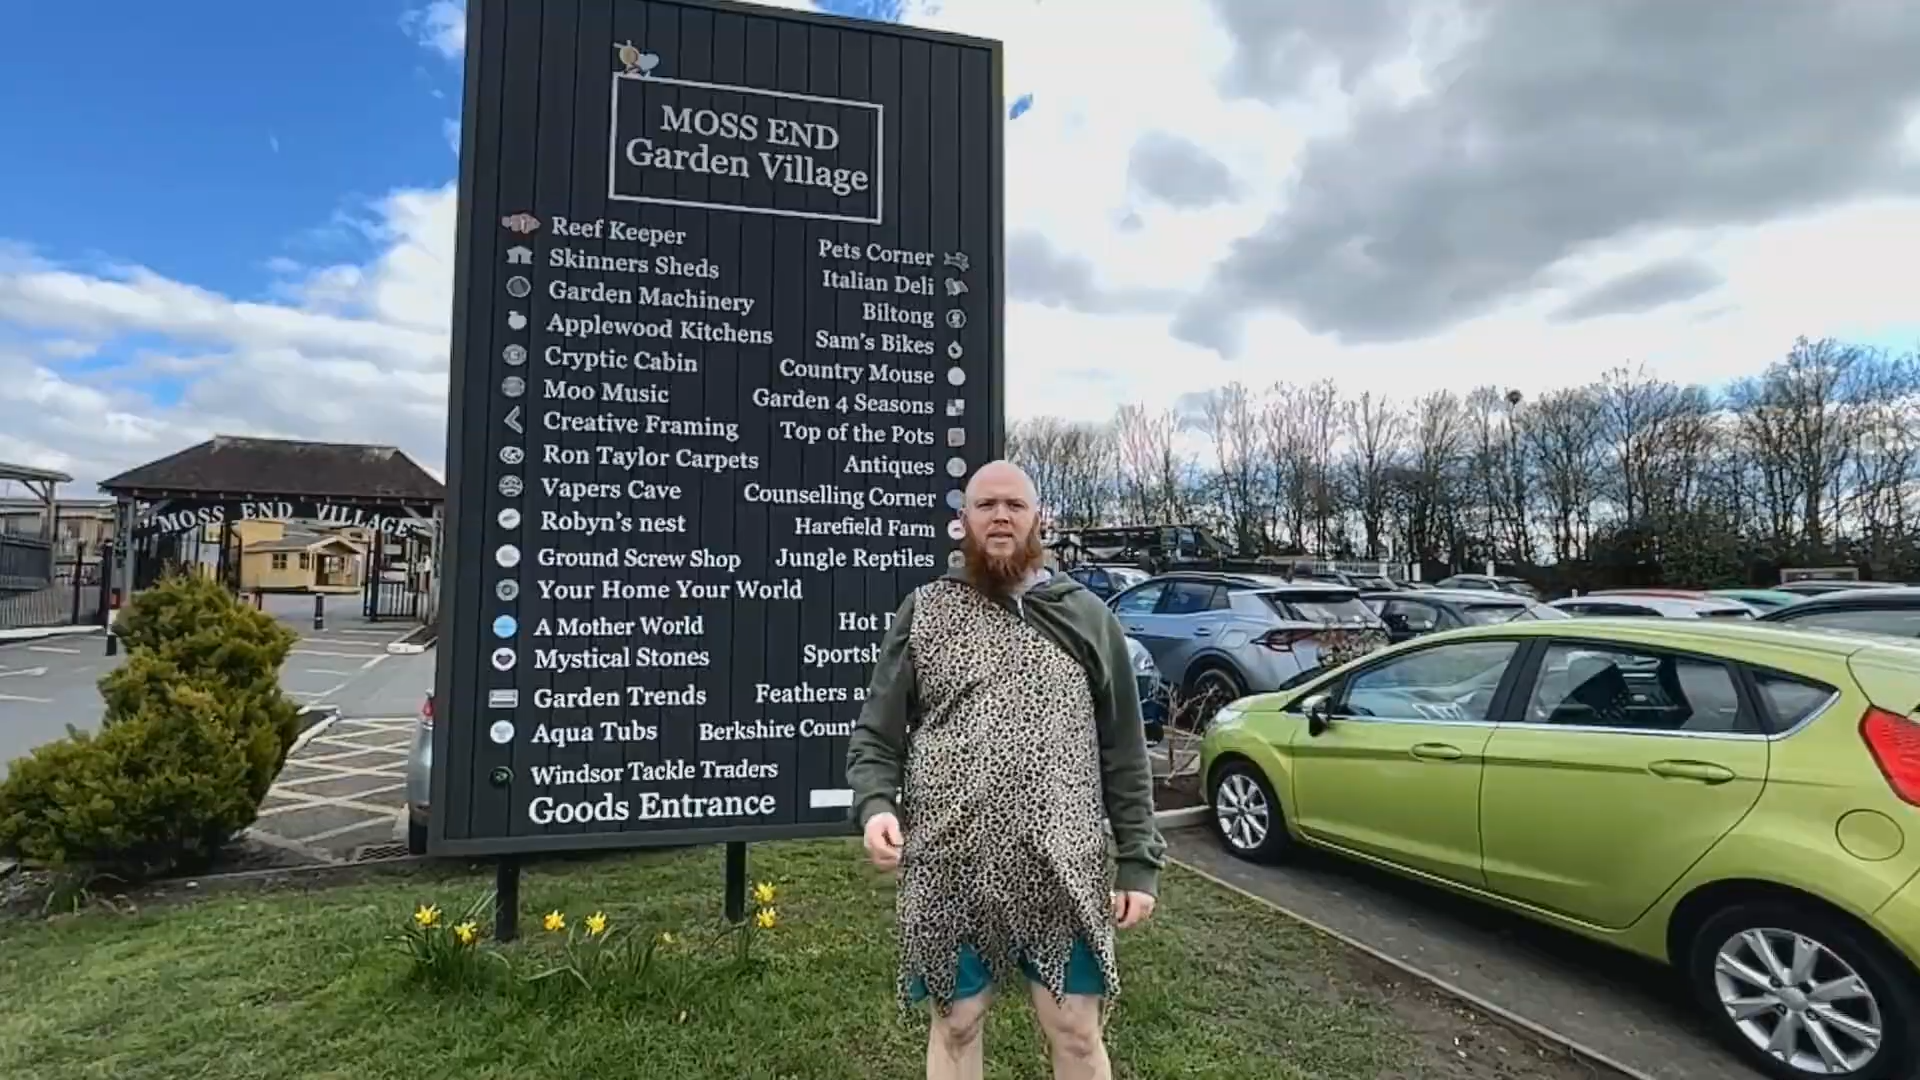 MOSS END
Garden Village
Reef Keeper
Skinners Sheds
Garden Machinery
Applewood Kitchens
Cryptic Cabin
Moo Music
Creative Framing
Ron Taylor Carpets
Vapers Cave
Robyn's nest
Ground Screw Shop
Your Home Your World
A Mother World
Mystical Stones
Garden Trends
Aqua Tubs
Windsor Tackle Traders
Goods Entrance
Pets Corner
Italian Deli
Biltong
Sam's Bikes
Country Mouse
Garden 4 Seasons
Top of the Pots
Antiques
Counselling Corner
Harefield Farm
Jungle Reptiles
Hot
Feathers
Berkshire
MOSS END VILLAGE